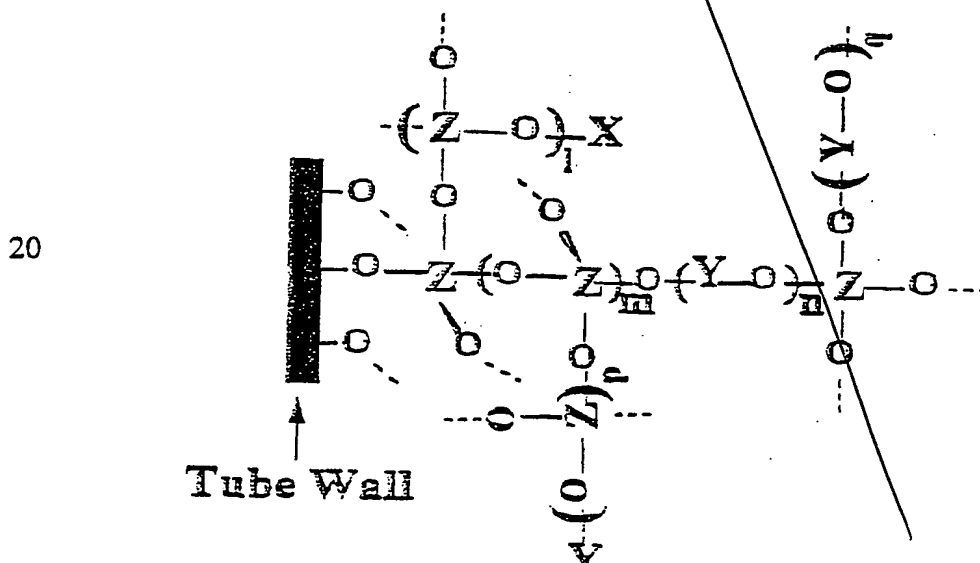 O
(Z—O)l—X
O
O
O
20
O—Z—(O—Z)m—O—(Y—O)n—Z—O
O
O
O
O—(Y—O)q
O
O—Z)p
(O
Tube Wall